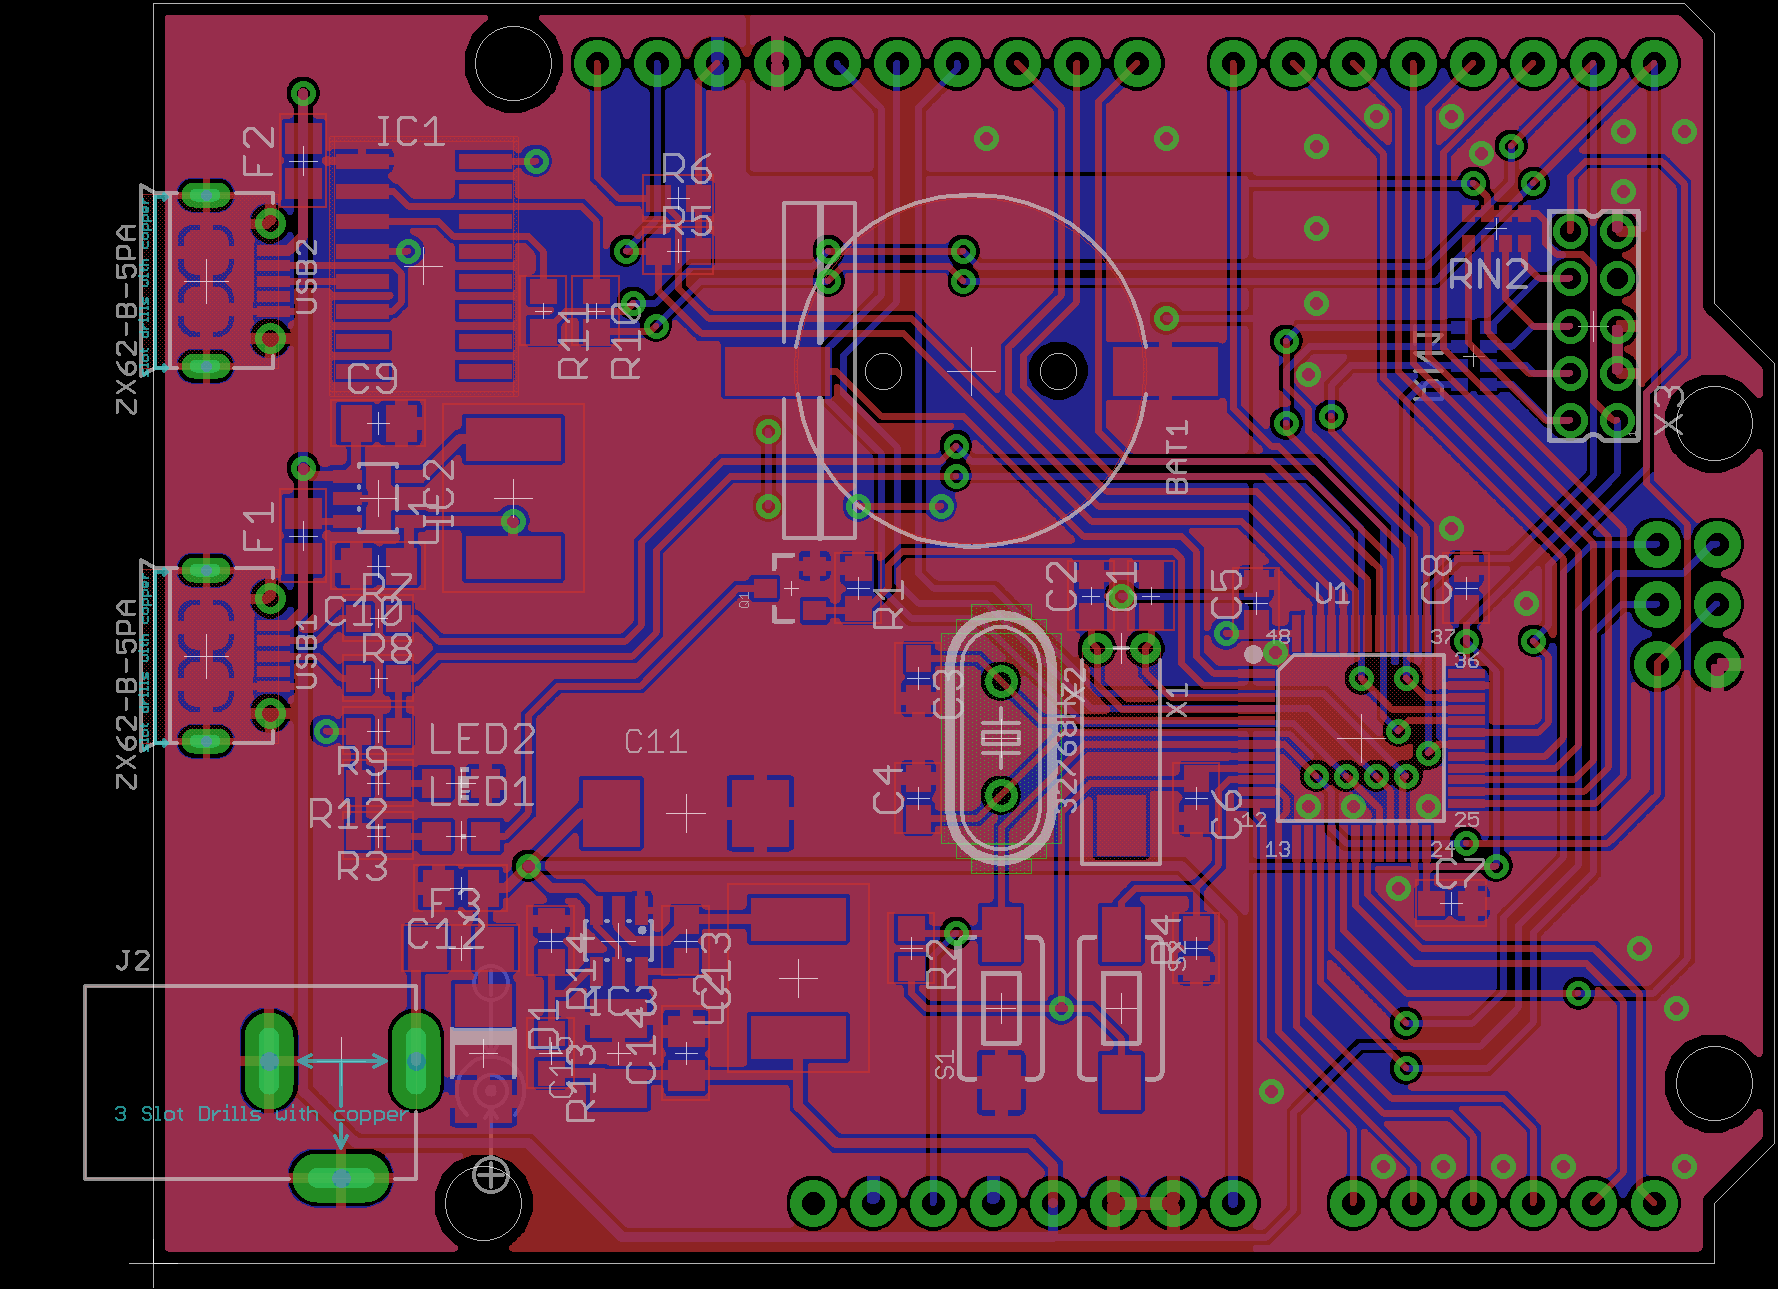 IC1
F2
R6
R5
ZX62-B-5PA
Slot drills with copper
USB2
RN2
R11
R10
C9
X3
BAT1
IC2
L1
F1
R7
C10
R8
ZX62-B-5PA
Slot drills with copper
USB1
Q1
R1
C2
C1
C5
U1
C8
48
37
36
C3
X2
X1
32768Hz
LED2
C11
R9
LED1
R12
C4
C6
12
25
13
24
R3
C7
F3
C12
J2
R14
IC3
R2
R4
S2
D1
R13
S1
3 Slot Drills with copper